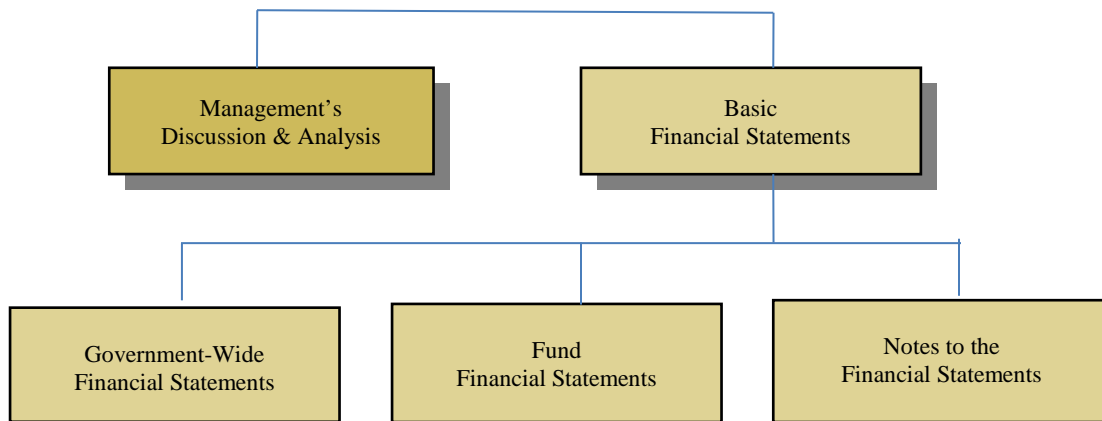 Management’s
Discussion & Analysis
Basic
Financial Statements
Government-Wide
Financial Statements
Fund
Financial Statements
Notes to the
Financial Statements